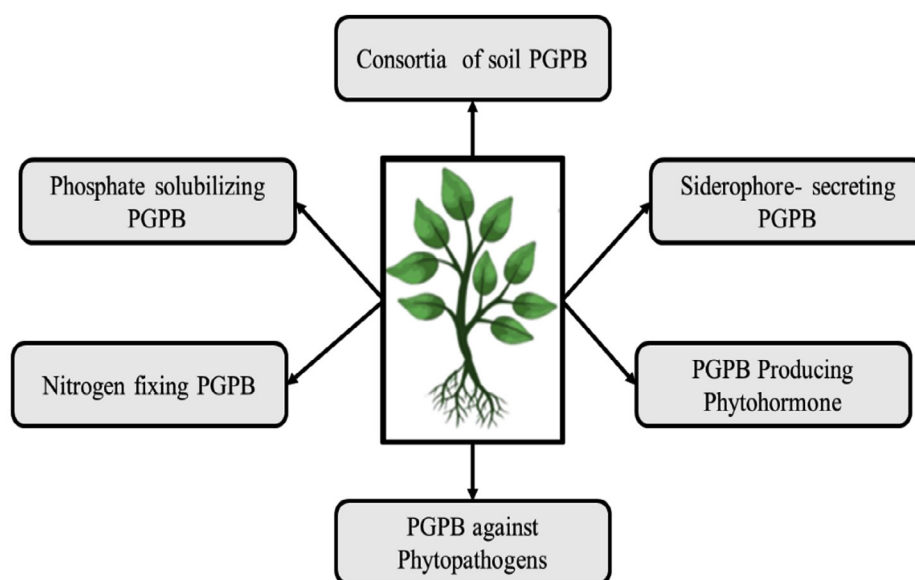 Consortia of soil PGPB
Phosphate solubilizing
PGPB
Siderophore- secreting
PGPB
Nitrogen fixing PGPB
PGPB Producing
Phytohormone
PGPB against
Phytopathogens